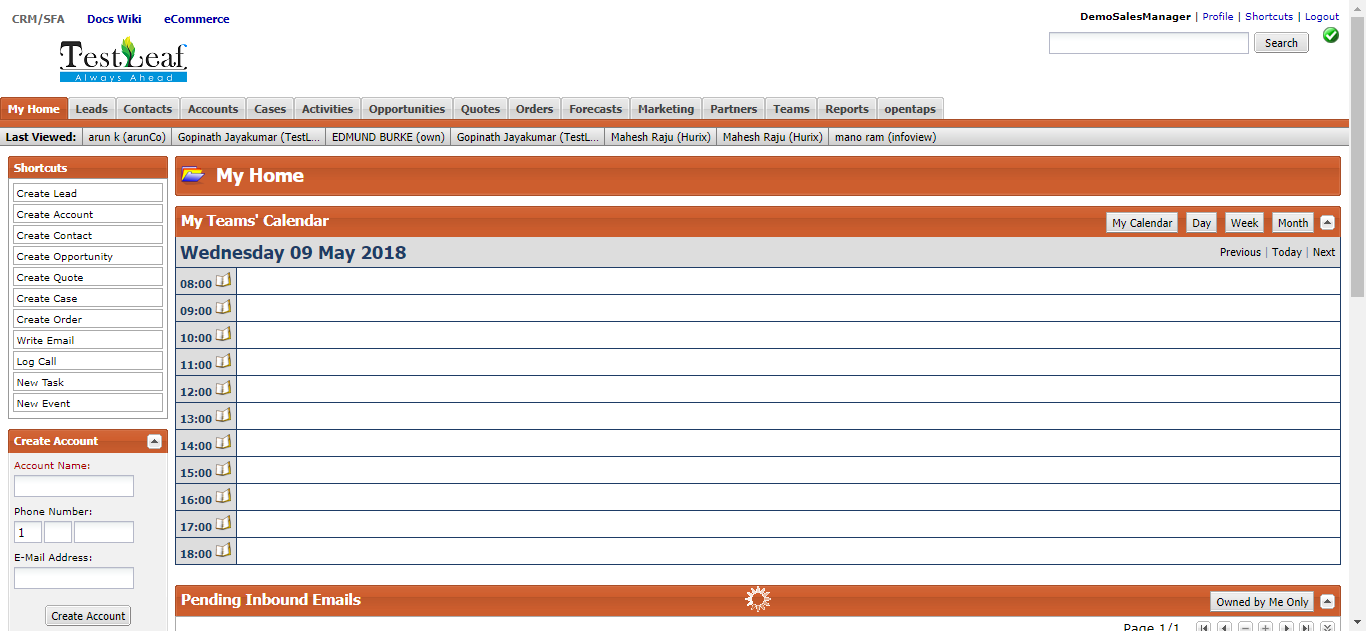 CRM/SFA Docs Wiki eCommerce
DemoSalesManager | Profile | Shortcuts | Logout
Search
TestLeaf
Always Ahead
My Home Leads Contacts Accounts Cases Activities Opportunities Quotes Orders Forecasts Marketing Partners Teams Reports opentaps
Last Viewed: arun k (arunCo) Gopinath Jayakumar (TestL... EDMUND BURKE (own) Gopinath Jayakumar (TestL... Mahesh Raju (Hurix) Mahesh Raju (Hurix) mano ram (infoview)
Shortcuts
Create Lead
Create Account
Create Contact
Create Opportunity
Create Quote
Create Case
Create Order
Write Email
Log Call
New Task
New Event
Create Account
Account Name:
Phone Number:
1
E-Mail Address:
Create Account
My Home
My Teams' Calendar My Calendar Day Week Month
Wednesday 09 May 2018 Previous | Today | Next
08:00
09:00
10:00
11:00
12:00
13:00
14:00
15:00
16:00
17:00
18:00
Pending Inbound Emails Owned by Me Only
Page 1/1